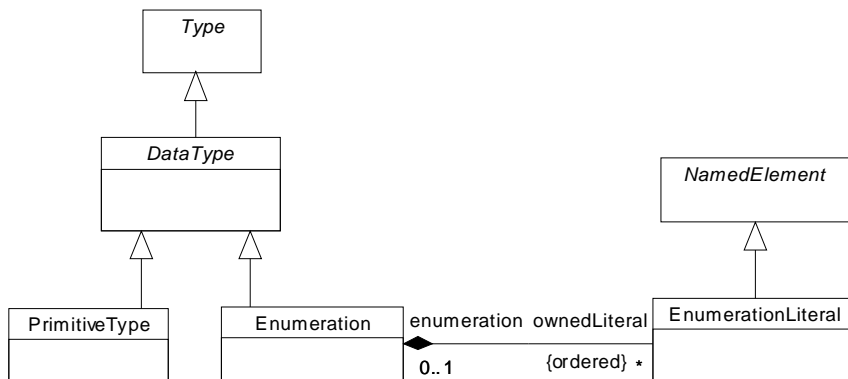 Type
DataType
NamedElement
PrimitiveType
Enumeration
enumeration ownedLiteral
EnumerationLiteral
0..1
{ordered} *